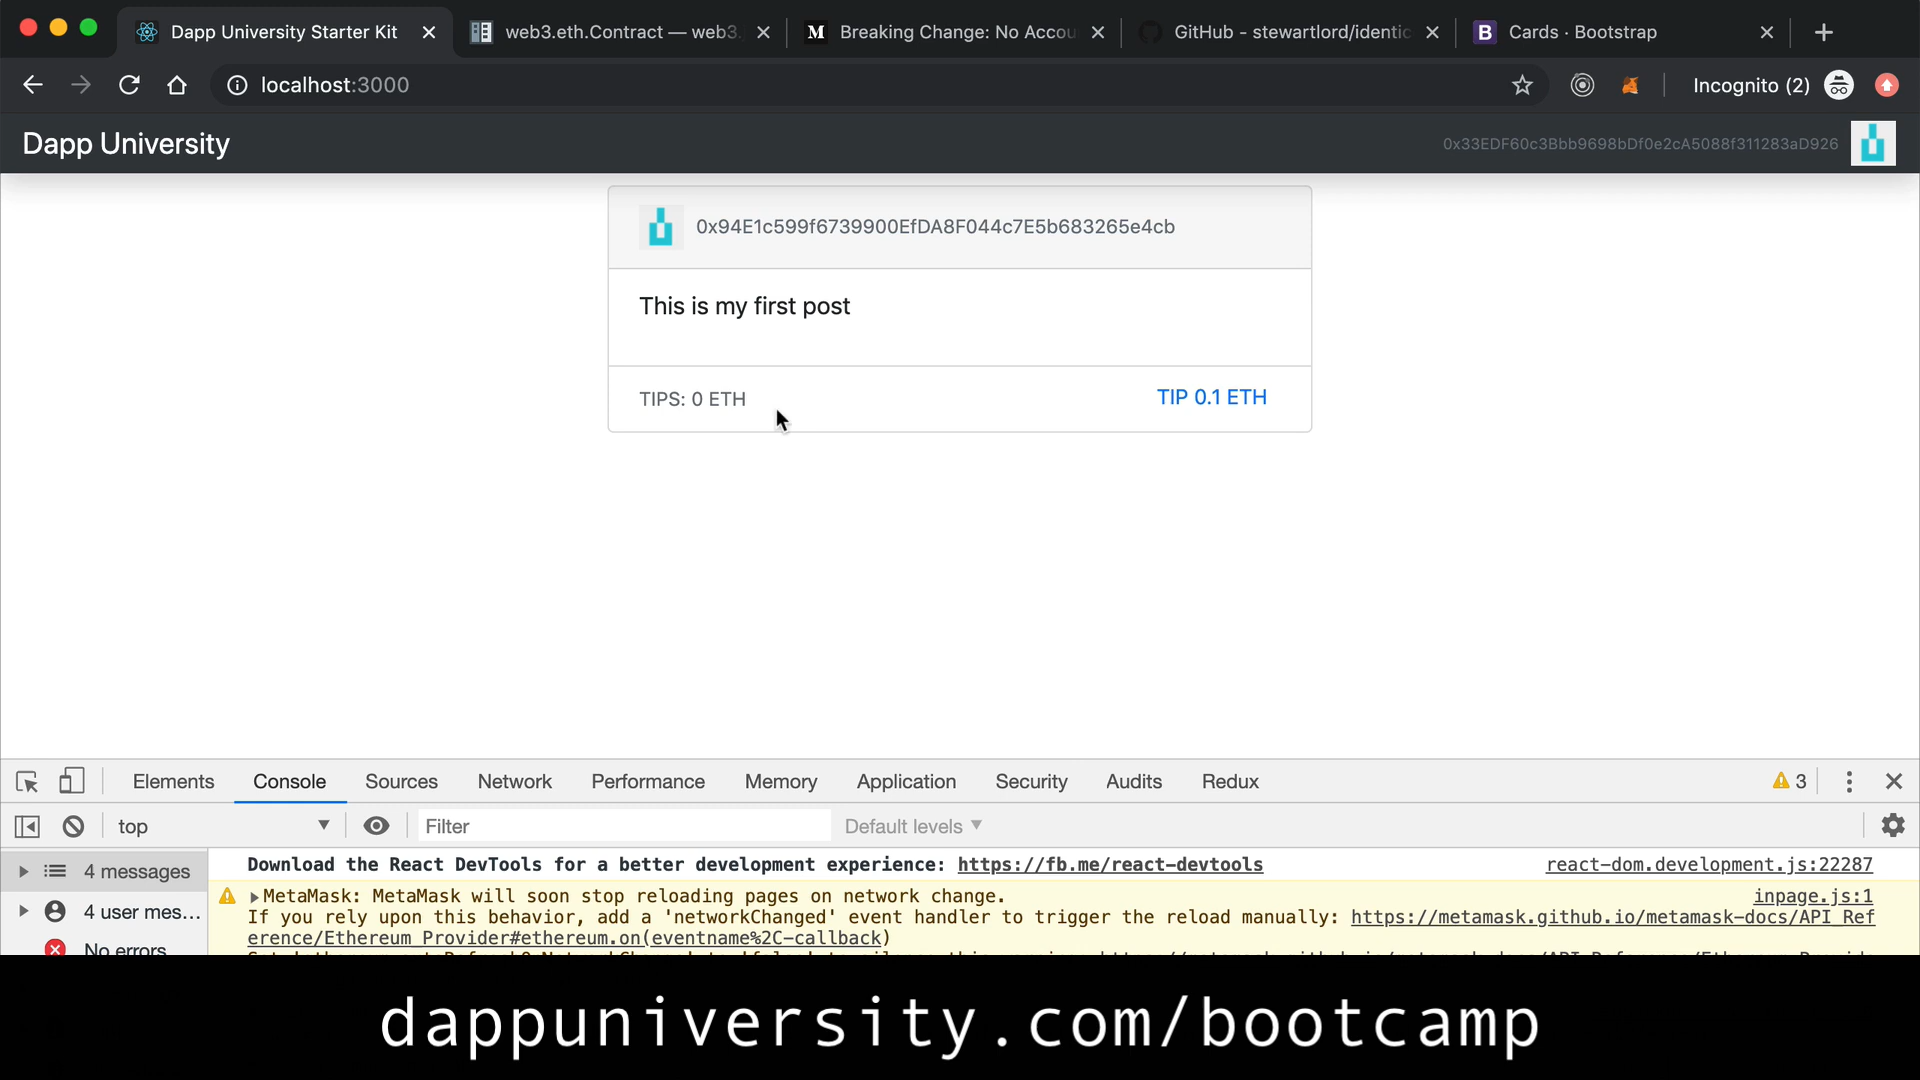 Dapp University Starter Kit
web3.eth.Contract — web3.
M Breaking Change: No Accou
GitHub - stewartlord/identic
B Cards · Bootstrap
localhost:3000
Incognito (2)
Dapp University
0x33EDF60c3Bbb9698bDf0e2cA5088f311283aD926
0x94E1c599f6739900EfDA8F044c7E5b683265e4cb
This is my first post
TIPS: 0 ETH
TIP 0.1 ETH
Elements Console Sources Network Performance Memory Application Security Audits Redux
3
top
Filter
Default levels
4 messages
4 user mes...
No errors
Download the React DevTools for a better development experience: https://fb.me/react-devtools
react-dom.development.js:22287
MetaMask: MetaMask will soon stop reloading pages on network change.
inpage.js:1
If you rely upon this behavior, add a 'networkChanged' event handler to trigger the reload manually: https://metamask.github.io/metamask-docs/API_Ref
erence/Ethereum_Provider#ethereum.on(eventname%2C-callback)
dappuniversity.com/bootcamp